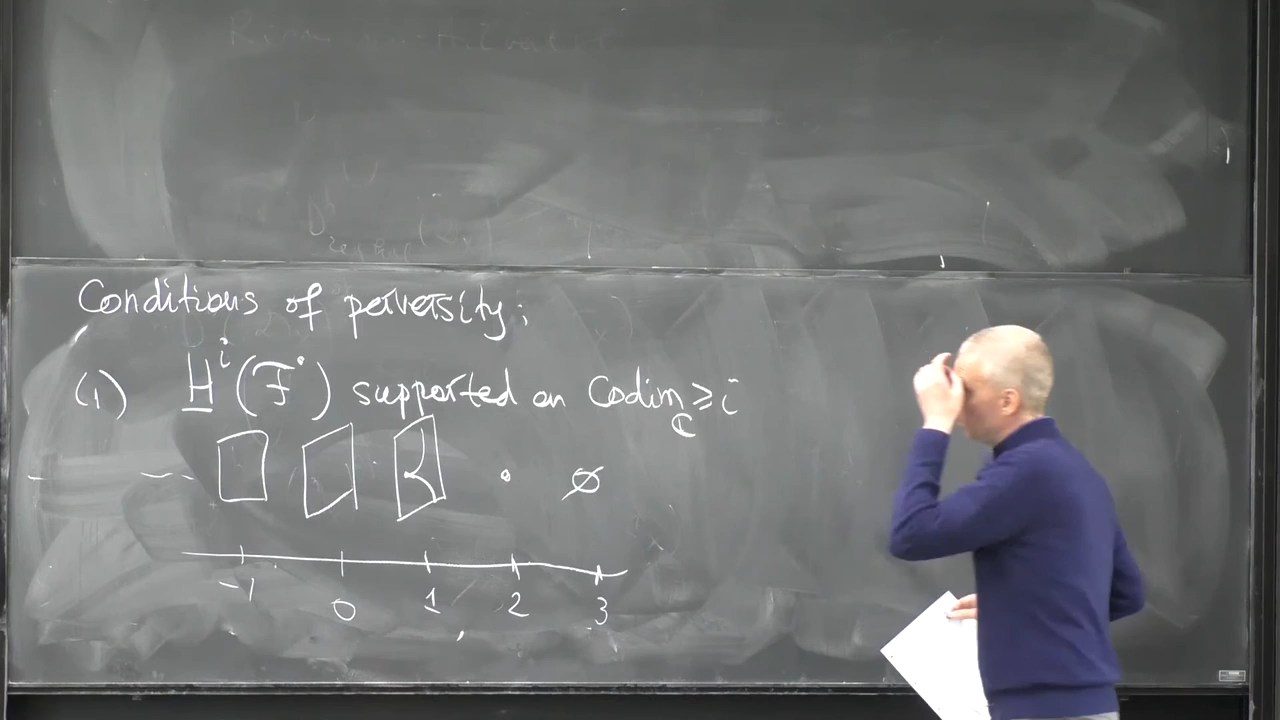 Conditions of perversity:
(1) H^i(F^•) supported on Codim_C ≥ i
∅
-1 0 1 2 3